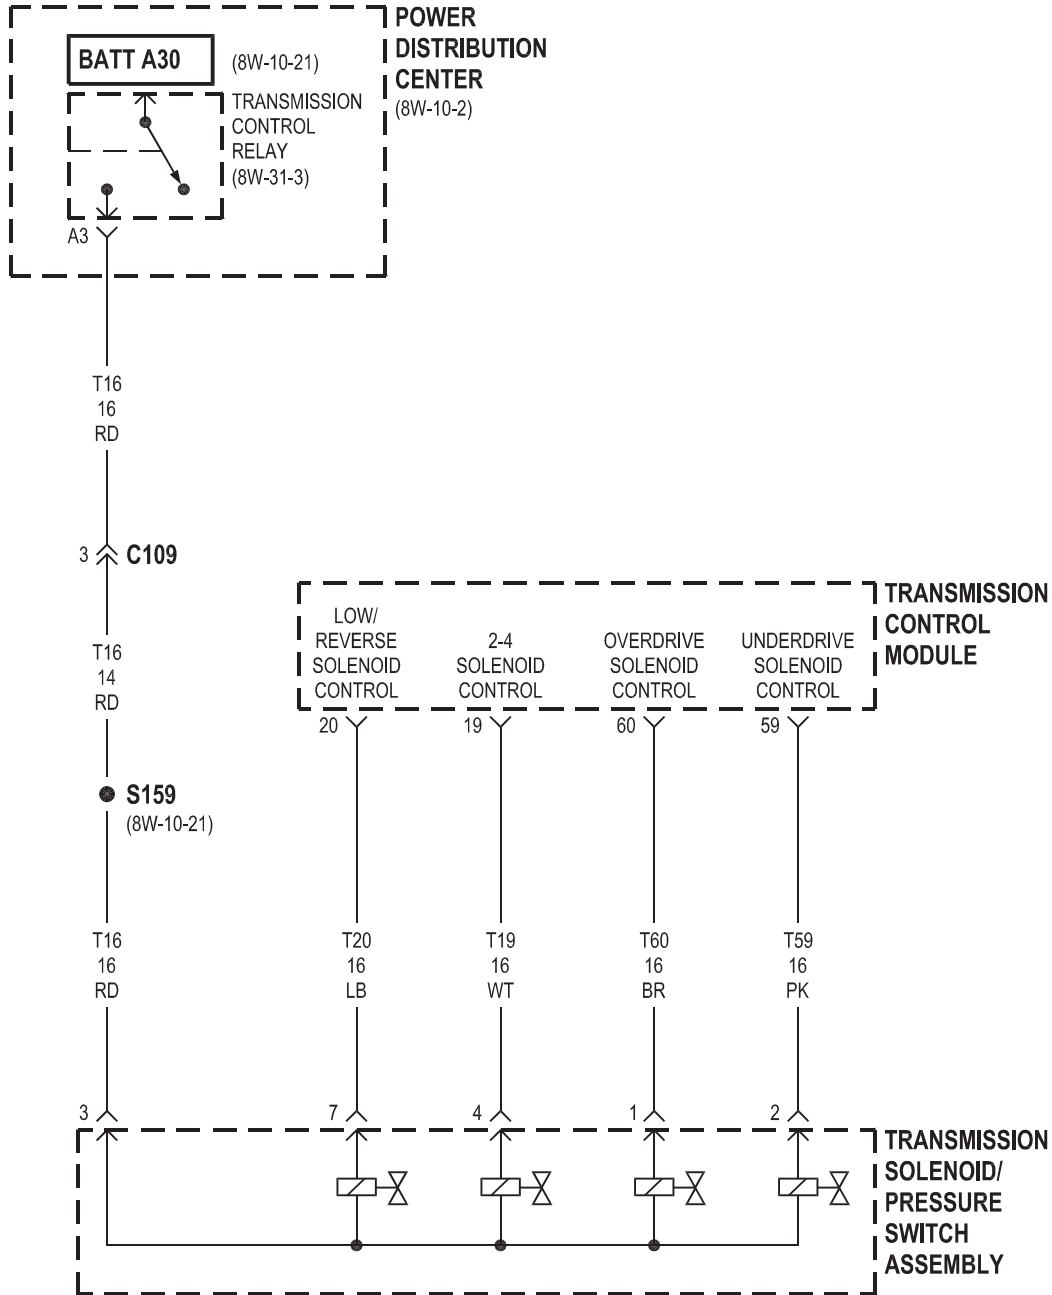 POWER
DISTRIBUTION
CENTER
(8W-10-2)
BATT A30
(8W-10-21)
TRANSMISSION
CONTROL
RELAY
(8W-31-3)
A3
T16
16
RD
3
C109
T16
14
RD
S159
(8W-10-21)
T16
16
RD
3
TRANSMISSION
CONTROL
MODULE
LOW/
REVERSE
SOLENOID
CONTROL
2-4
SOLENOID
CONTROL
OVERDRIVE
SOLENOID
CONTROL
UNDERDRIVE
SOLENOID
CONTROL
20
19
60
59
T20
16
LB
T19
16
WT
T60
16
BR
T59
16
PK
7
4
1
2
TRANSMISSION
SOLENOID/
PRESSURE
SWITCH
ASSEMBLY